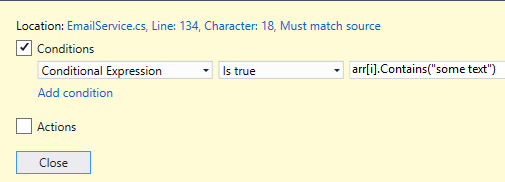 Location: EmailService.cs, Line: 134, Character: 18, Must match source
Conditions
Conditional Expression Is true arr[i].Contains("some text")
Add condition
Actions
Close